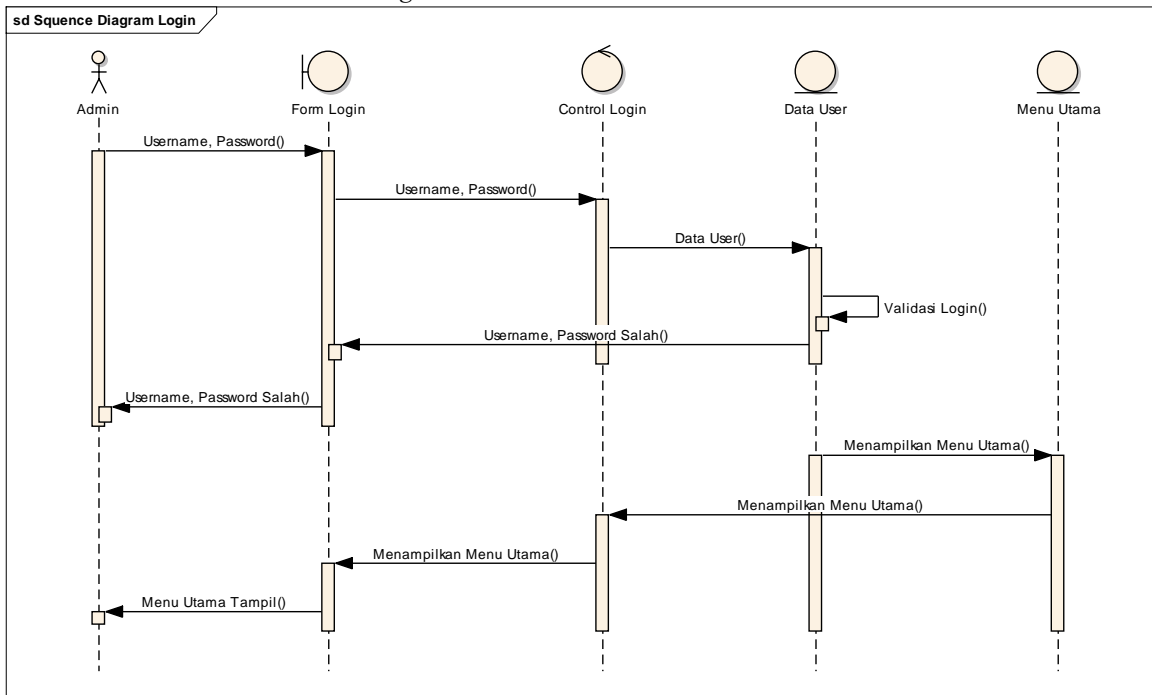 sd Squence Diagram Login
Admin
Form Login
Control Login
Data User
Menu Utama
Username, Password()
Username, Password()
Data User()
Validasi Login()
Username, Password Salah()
Username, Password Salah()
Menampilkan Menu Utama()
Menampilkan Menu Utama()
Menampilkan Menu Utama()
Menu Utama Tampil()